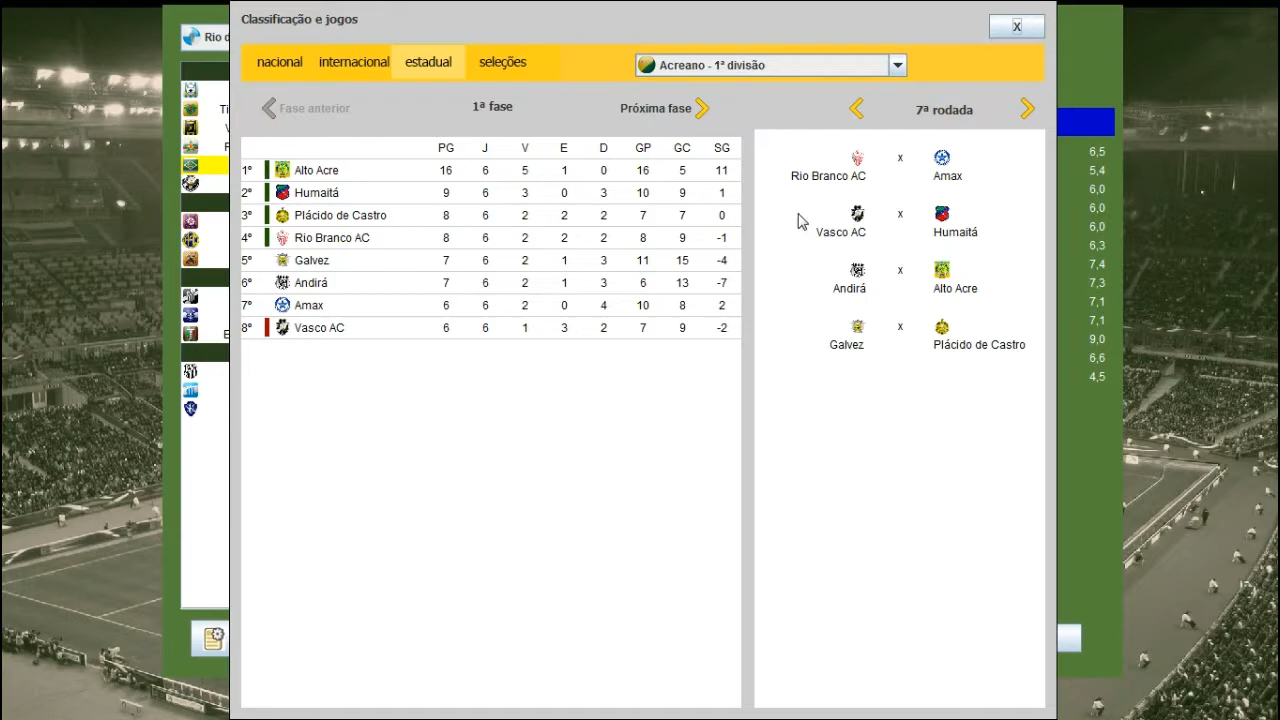 Classificação e jogos
X
Rio d
nacional internacional estadual seleções
Acreano - 1ª divisão
Fase anterior 1ª fase Próxima fase
7ª rodada
PG J V E D GP GC SG
1º Alto Acre 16 6 5 1 0 16 5 11
2º Humaitá 9 6 3 0 3 10 9 1
3º Plácido de Castro 8 6 2 2 2 7 7 0
4º Rio Branco AC 8 6 2 2 2 8 9 -1
5º Galvez 7 6 2 1 3 11 15 -4
6º Andirá 7 6 2 1 3 6 13 -7
7º Amax 6 6 2 0 4 10 8 2
8º Vasco AC 6 6 1 3 2 7 9 -2
Rio Branco AC x Amax
Vasco AC x Humaitá
Andirá x Alto Acre
Galvez x Plácido de Castro
6,5
5,4
6,0
6,0
6,0
6,3
7,4
7,3
7,1
7,1
9,0
6,6
4,5